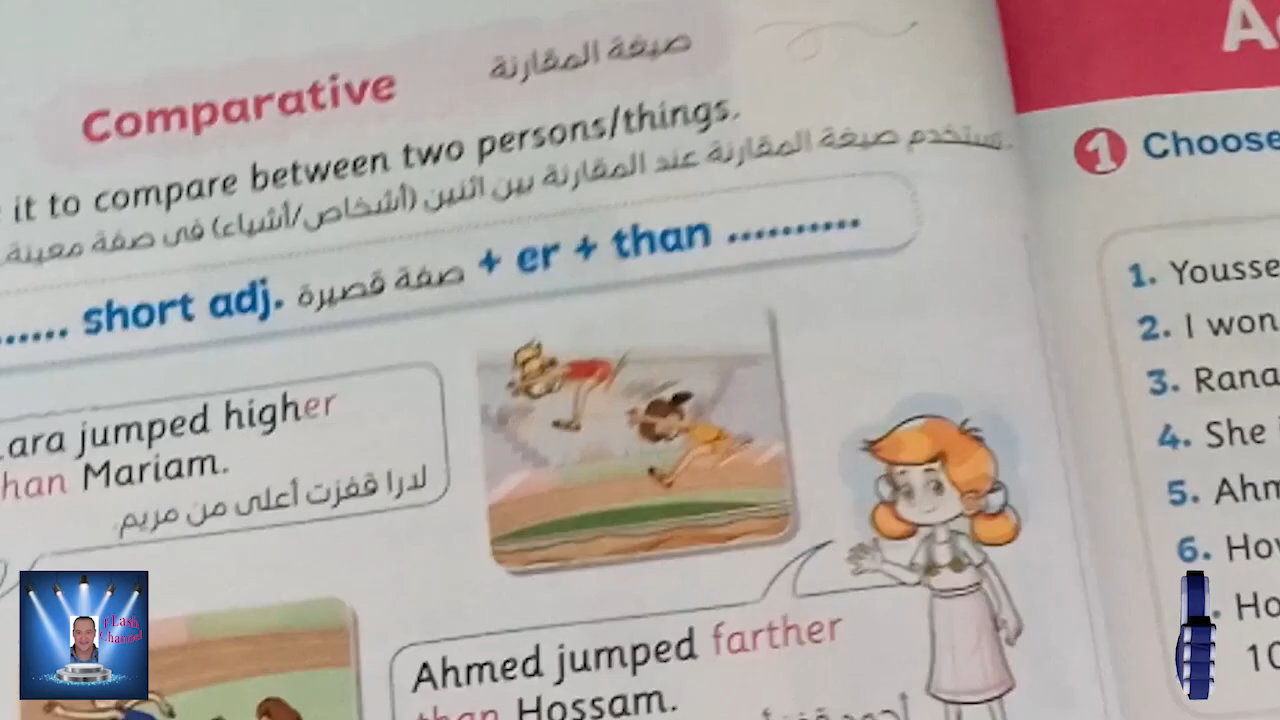 Comparative صيغة المقارنة
it to compare between two persons/things.
نستخدم صيغة المقارنة عند المقارنة بين اثنين (أشخاص/أشياء) فى صفة معينة
...... short adj. صفة قصيرة + er + than ..........
ara jumped higher
han Mariam.
لارا قفزت أعلى من مريم.
Ahmed jumped farther
than Hossam.
1 Choose
1. Yousse
2. I won
3. Rana
4. She
5. Ahm
6. Ho
. Ho
10
FLash
Channel